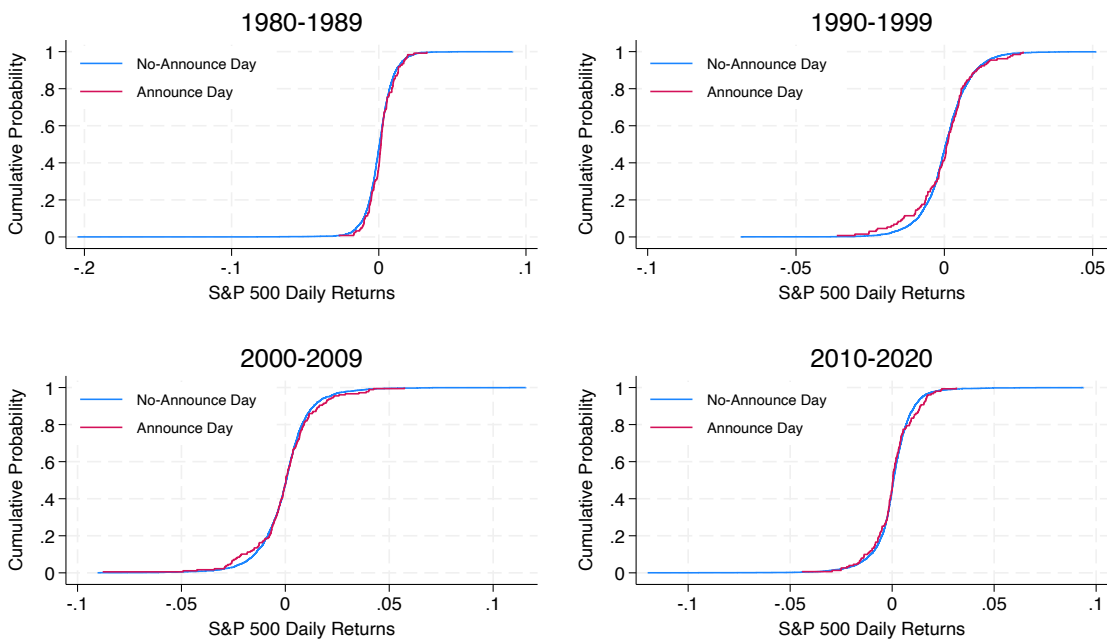 1980-1989
1
.8
.6
.4
.2
0
Cumulative Probability
No-Announce Day
Announce Day
-.2
-.1
0
.1
S&P 500 Daily Returns
1990-1999
1
.8
.6
.4
.2
0
Cumulative Probability
No-Announce Day
Announce Day
-.1
-.05
0
.05
S&P 500 Daily Returns
2000-2009
1
.8
.6
.4
.2
0
Cumulative Probability
No-Announce Day
Announce Day
-.1
-.05
0
.05
.1
S&P 500 Daily Returns
2010-2020
1
.8
.6
.4
.2
0
Cumulative Probability
No-Announce Day
Announce Day
-.1
-.05
0
.05
.1
S&P 500 Daily Returns